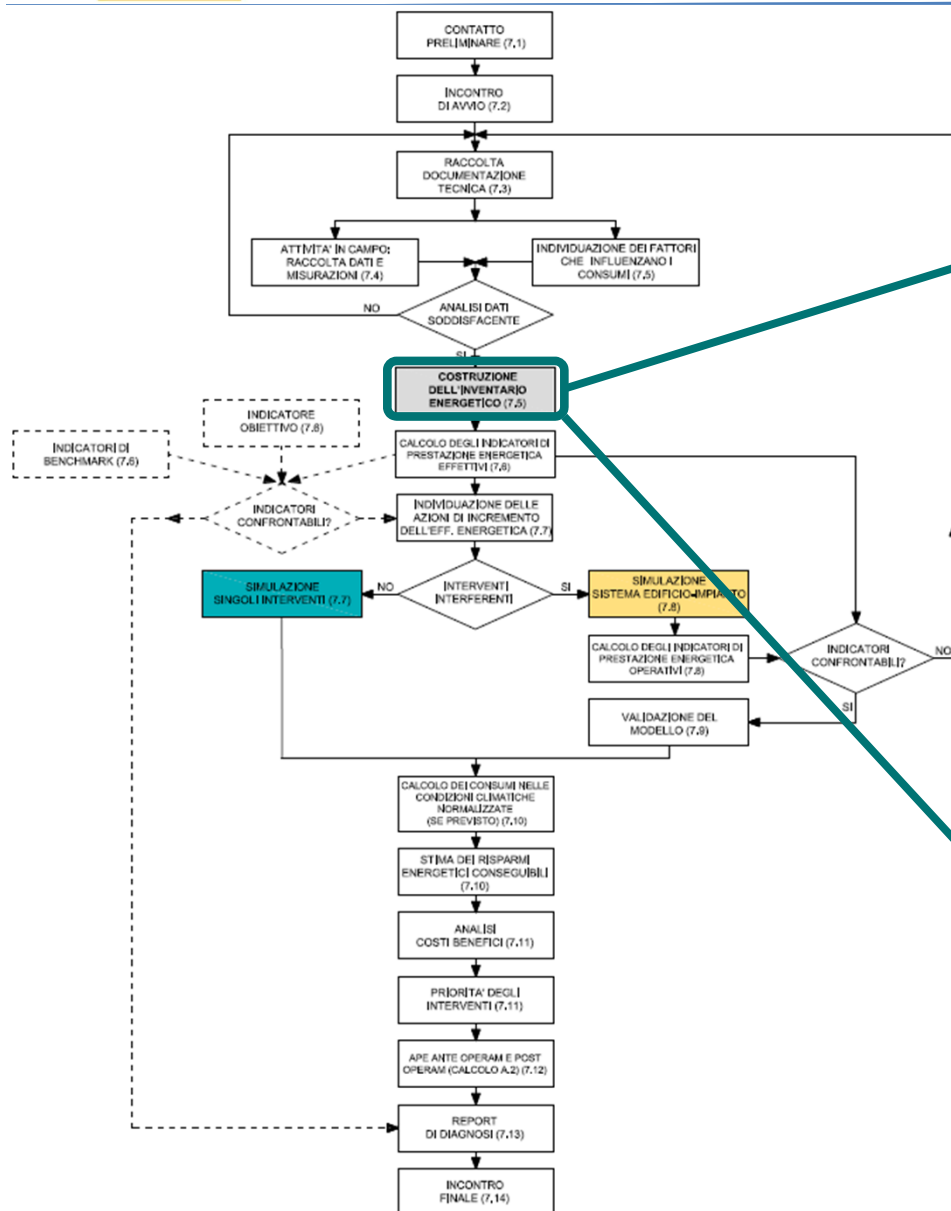 CONTATTO
PRELIMINARE (7.1)
INCONTRO
DI AVVIO (7.2)
RACCOLTA
DOCUMENTAZIONE
TECNICA (7.3)
ATTIVITA' IN CAMPO:
RACCOLTA DATI E
MISURAZIONI (7.4)
INDIVIDUAZIONE DEI FATTORI
CHE INFLUENZANO I
CONSUMI (7.5)
NO
ANALISI DATI
SODDISFACENTE
SI
COSTRUZIONE
DELL'INVENTARIO
ENERGETICO (7.5)
INDICATORE
OBIETTIVO (7.6)
INDICATORI DI
BENCHMARK (7.6)
CALCOLO DEGLI INDICATORI DI
PRESTAZIONE ENERGETICA
EFFETTIVI (7.6)
INDICATORI
CONFRONTABILI?
INDIVIDUAZIONE DELLE
AZIONI DI INCREMENTO
DELL'EFF. ENERGETICA (7.7)
SIMULAZIONE
SINGOLI INTERVENTI (7.7)
NO
INTERVENTI
INTERFERENTI
SI
SIMULAZIONE
SISTEMA EDIFICIO-IMPIANTO
(7.8)
CALCOLO DEGLI INDICATORI DI
PRESTAZIONE ENERGETICA
OPERATIVI (7.8)
INDICATORI
CONFRONTABILI?
NO
SI
VALIDAZIONE DEL
MODELLO (7.9)
CALCOLO DEI CONSUMI NELLE
CONDIZIONI CLIMATICHE
NORMALIZZATE
(SE PREVISTO) (7.10)
STIMA DEI RISPARMI
ENERGETICI CONSEGUIBILI
(7.10)
ANALISI
COSTI BENEFICI (7.11)
PRIORITA' DEGLI
INTERVENTI (7.11)
APE ANTE OPERAM E POST
OPERAM (CALCOLO A.2) (7.12)
REPORT
DI DIAGNOSI (7.13)
INCONTRO
FINALE (7.14)